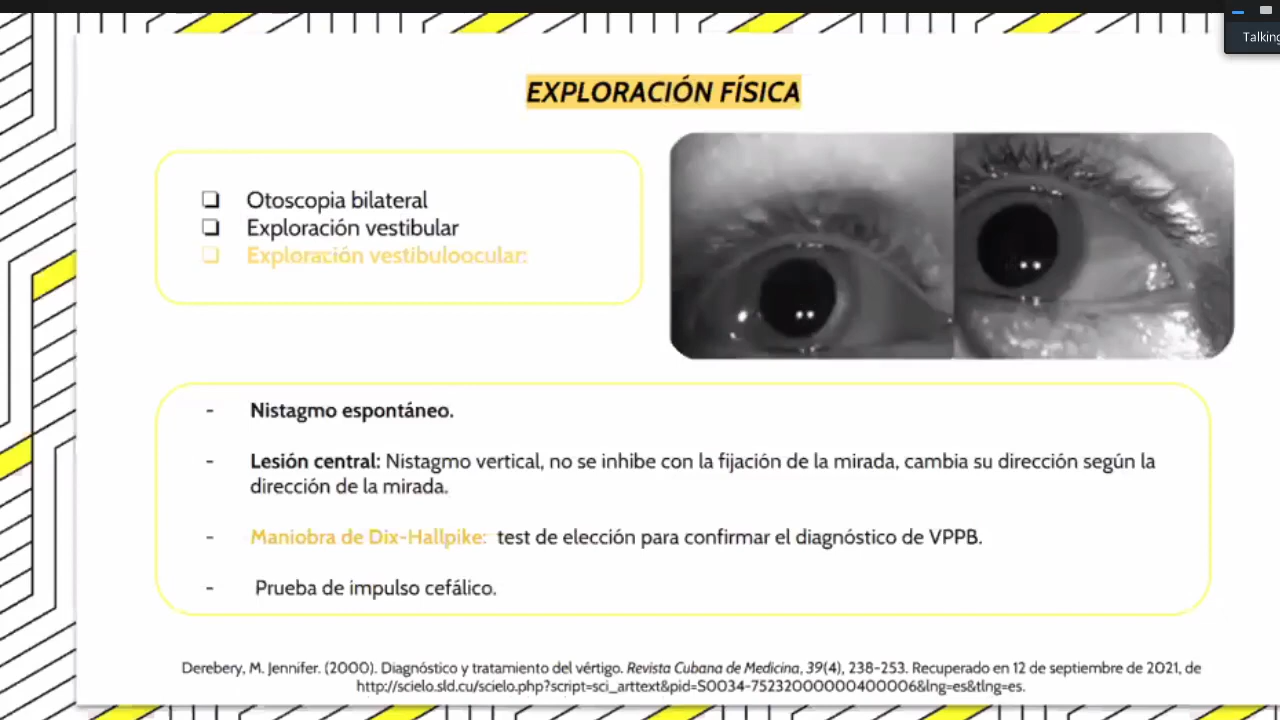 Talking
EXPLORACIÓN FÍSICA
❏ Otoscopia bilateral
❏ Exploración vestibular
❏ Exploración vestibuloocular:
- Nistagmo espontáneo.
- Lesión central: Nistagmo vertical, no se inhibe con la fijación de la mirada, cambia su dirección según la
dirección de la mirada.
- Maniobra de Dix-Hallpike: test de elección para confirmar el diagnóstico de VPPB.
- Prueba de impulso cefálico.
Derebery, M. Jennifer. (2000). Diagnóstico y tratamiento del vértigo. Revista Cubana de Medicina, 39(4), 238-253. Recuperado en 12 de septiembre de 2021, de
http://scielo.sld.cu/scielo.php?script=sci_arttext&pid=S0034-75232000000400006&lng=es&tlng=es.